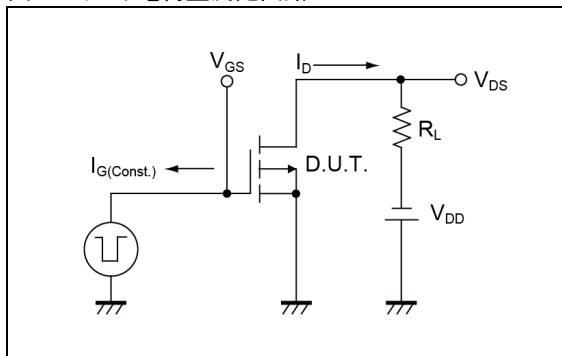 V_GS
I_D
V_DS
R_L
I_G(Const.)
D.U.T.
V_DD